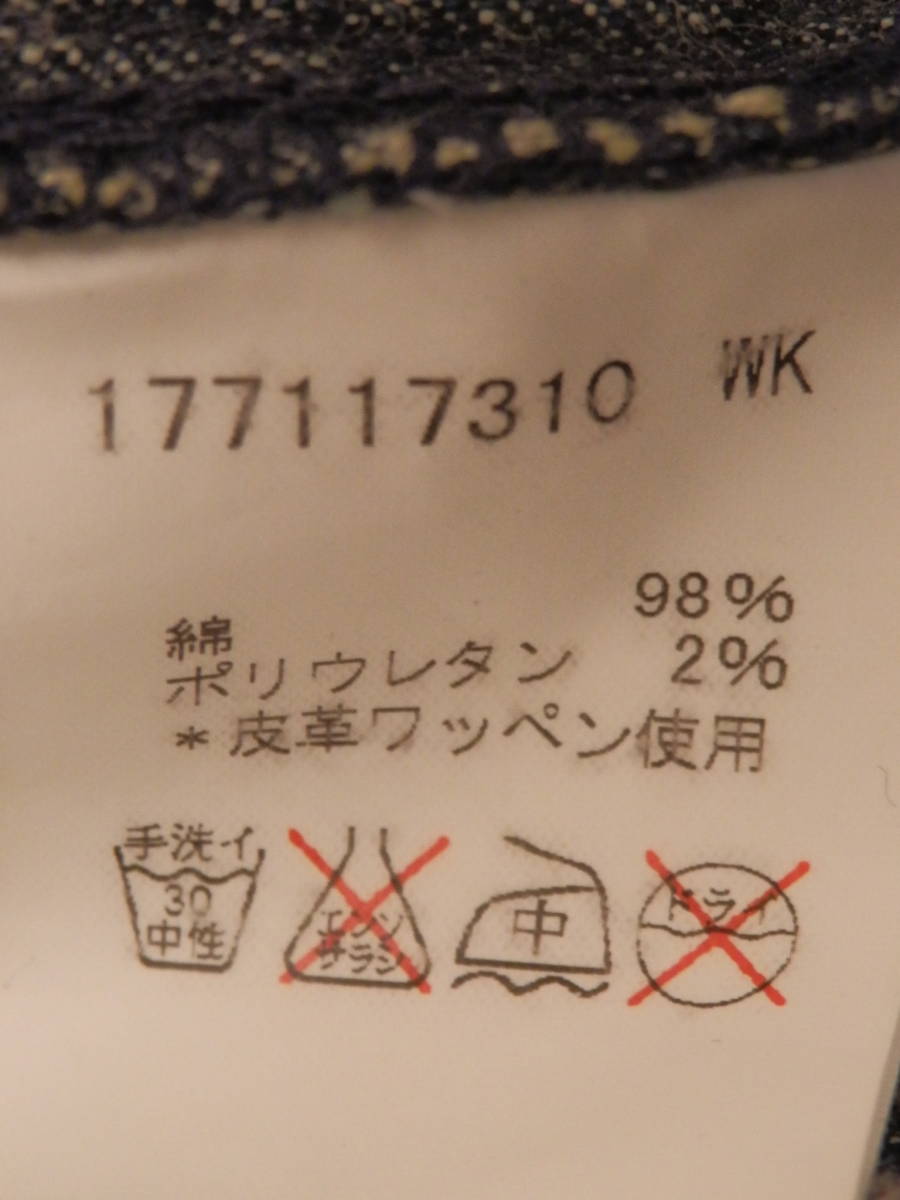 177117310 WK
綿 98%
ポリウレタン 2%
*皮革ワッペン使用
手洗イ
30
中性
エンソ
サラシ
中
ドライ